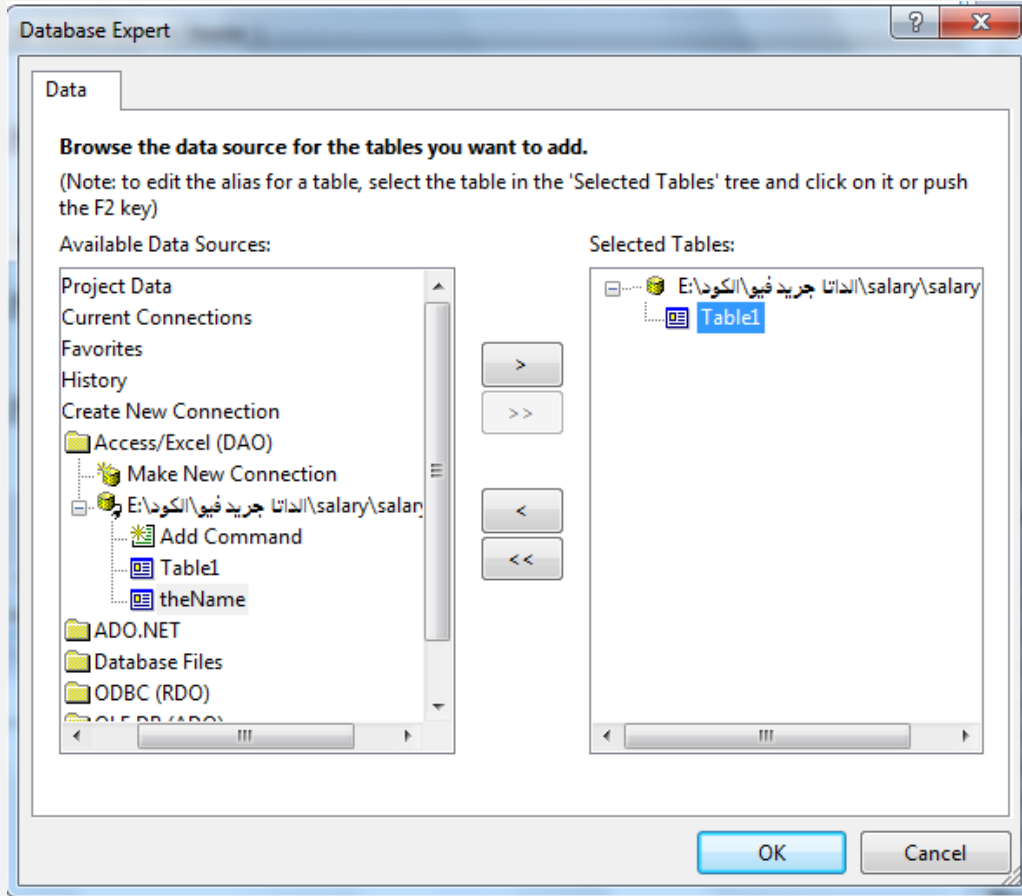 Database Expert
Data
Browse the data source for the tables you want to add.
(Note: to edit the alias for a table, select the table in the 'Selected Tables' tree and click on it or push
the F2 key)
Available Data Sources:
Project Data
Current Connections
Favorites
History
Create New Connection
Access/Excel (DAO)
Make New Connection
E:\الداتا جريد فيو\الكود\salary\salar
Add Command
Table1
theName
ADO.NET
Database Files
ODBC (RDO)
OLE DB (ADO)
>
>>
<
<<
Selected Tables:
E:\الداتا جريد فيو\الكود\salary\salary
Table1
OK
Cancel